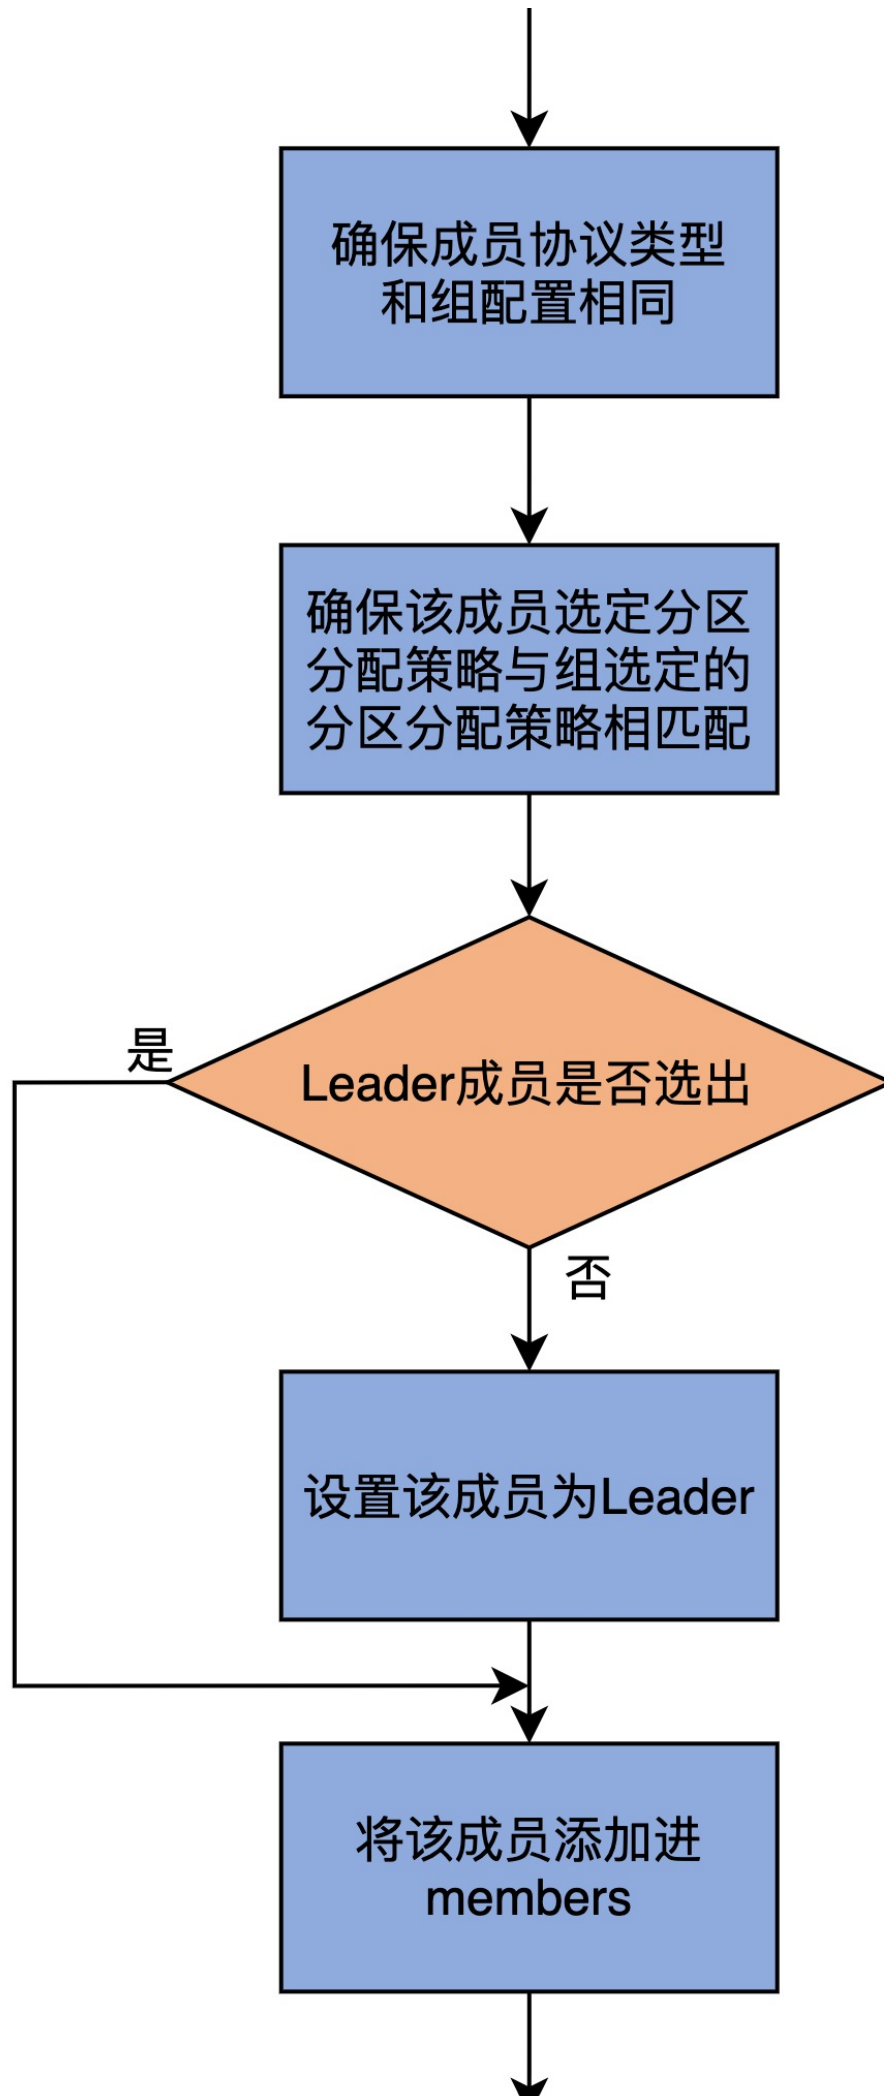 确保成员协议类型
和组配置相同
确保该成员选定分区
分配策略与组选定的
分区分配策略相匹配
是
Leader成员是否选出
否
设置该成员为Leader
将该成员添加进
members